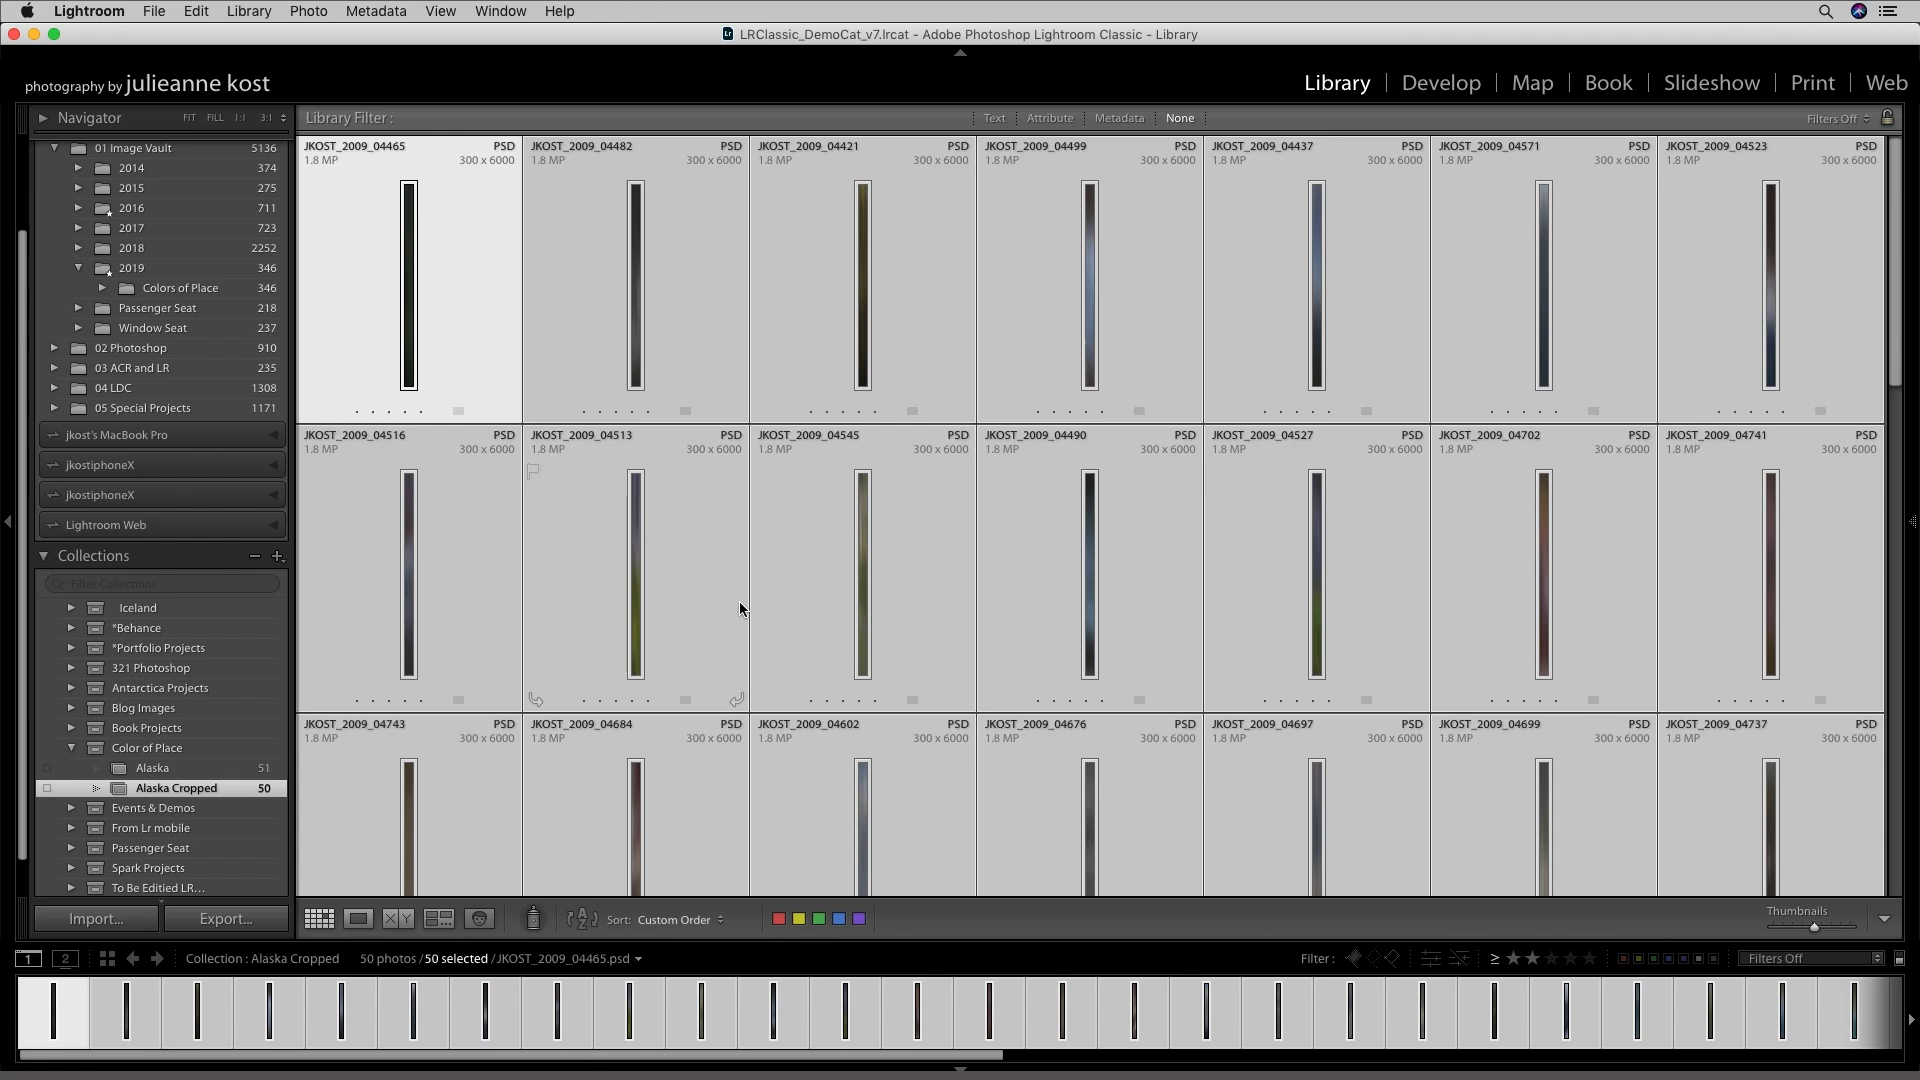 Lightroom File Edit Library Photo Metadata View Window Help
LRClassic_DemoCat_v7.lrcat - Adobe Photoshop Lightroom Classic - Library
photography by julieanne kost
Library Develop Map Book Slideshow Print Web
Navigator FIT FILL 1:1 3:1
Library Filter : Text Attribute Metadata None Filters Off
01 Image Vault 5136
2014 374
2015 275
2016 711
2017 723
2018 2252
2019 346
Colors of Place 346
Passenger Seat 218
Window Seat 237
02 Photoshop 910
03 ACR and LR 235
04 LDC 1308
05 Special Projects 1171
jkost's MacBook Pro
jkostiphoneX
jkostiphoneX
Lightroom Web
Collections
Filter Collections
Iceland
*Behance
*Portfolio Projects
321 Photoshop
Antarctica Projects
Blog Images
Book Projects
Color of Place
Alaska 51
Alaska Cropped 50
Events & Demos
From Lr mobile
Passenger Seat
Spark Projects
To Be Editied LR...
Import... Export...
JKOST_2009_04465 PSD
1.8 MP 300 x 6000
JKOST_2009_04482 PSD
1.8 MP 300 x 6000
JKOST_2009_04421 PSD
1.8 MP 300 x 6000
JKOST_2009_04499 PSD
1.8 MP 300 x 6000
JKOST_2009_04437 PSD
1.8 MP 300 x 6000
JKOST_2009_04571 PSD
1.8 MP 300 x 6000
JKOST_2009_04523 PSD
1.8 MP 300 x 6000
JKOST_2009_04516 PSD
1.8 MP 300 x 6000
JKOST_2009_04513 PSD
1.8 MP 300 x 6000
JKOST_2009_04545 PSD
1.8 MP 300 x 6000
JKOST_2009_04490 PSD
1.8 MP 300 x 6000
JKOST_2009_04527 PSD
1.8 MP 300 x 6000
JKOST_2009_04702 PSD
1.8 MP 300 x 6000
JKOST_2009_04741 PSD
1.8 MP 300 x 6000
JKOST_2009_04743 PSD
1.8 MP 300 x 6000
JKOST_2009_04684 PSD
1.8 MP 300 x 6000
JKOST_2009_04602 PSD
1.8 MP 300 x 6000
JKOST_2009_04676 PSD
1.8 MP 300 x 6000
JKOST_2009_04697 PSD
1.8 MP 300 x 6000
JKOST_2009_04699 PSD
1.8 MP 300 x 6000
JKOST_2009_04737 PSD
1.8 MP 300 x 6000
X Y A Z Sort: Custom Order Thumbnails
1 2 Collection : Alaska Cropped 50 photos / 50 selected / JKOST_2009_04465.psd Filter : ≥ Filters Off